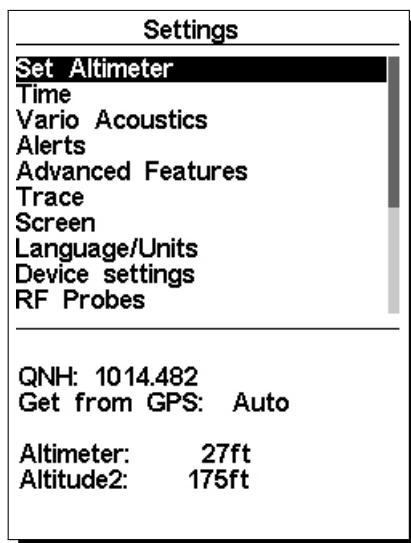 Settings
Set Altimeter
Time
Vario Acoustics
Alerts
Advanced Features
Trace
Screen
Language/Units
Device settings
RF Probes
QNH: 1014.482
Get from GPS: Auto
Altimeter: 27ft
Altitude2: 175ft